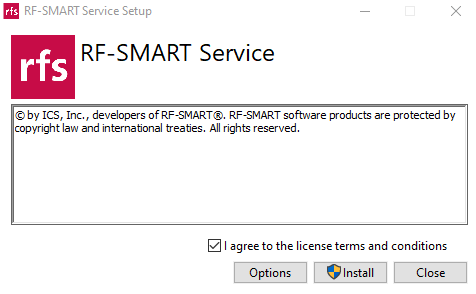 rfs RF-SMART Service Setup
rfs RF-SMART Service
© by ICS, Inc., developers of RF-SMART®. RF-SMART software products are protected by
copyright law and international treaties. All rights reserved.
I agree to the license terms and conditions
Options Install Close